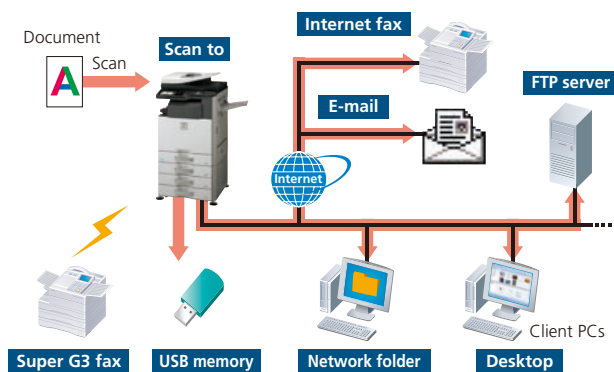 Document
Scan
A
Scan to
Internet fax
E-mail
FTP server
Internet
Client PCs
Super G3 fax
USB memory
Network folder
Desktop